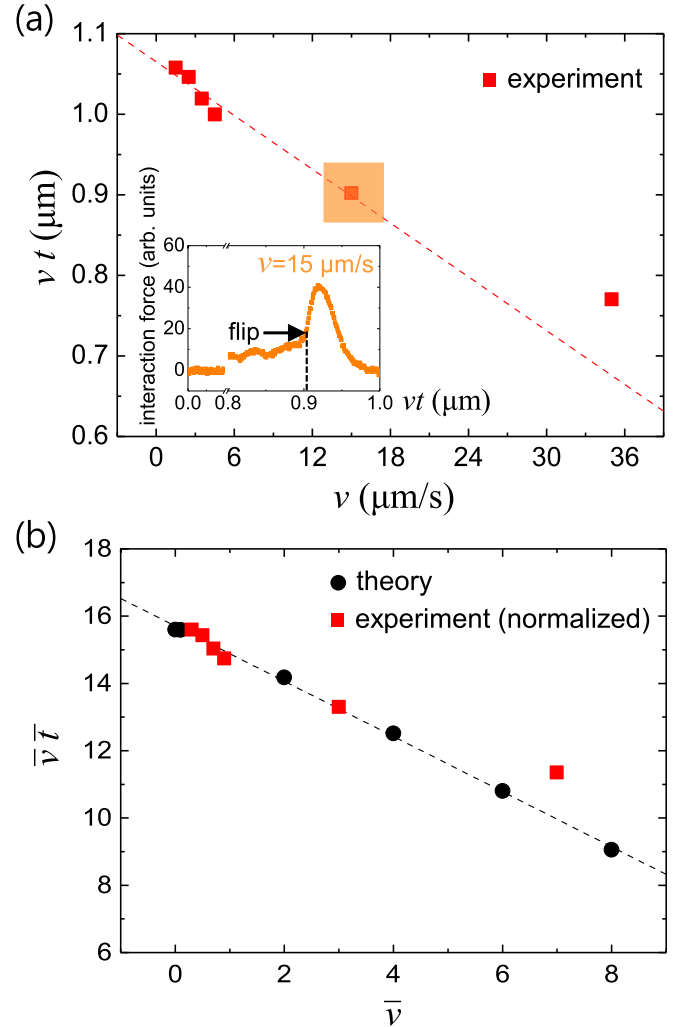 (a)
1.1
1.0
0.9
0.8
0.7
0.6
v t (μm)
experiment
interaction force (arb. units)
60
40
20
0
v=15 μm/s
flip
0.0 0.8 0.9 1.0
vt (μm)
0 6 12 18 24 30 36
v (μm/s)
(b)
18
16
14
12
10
8
6
v̅ t̅
theory
experiment (normalized)
0 2 4 6 8
v̅